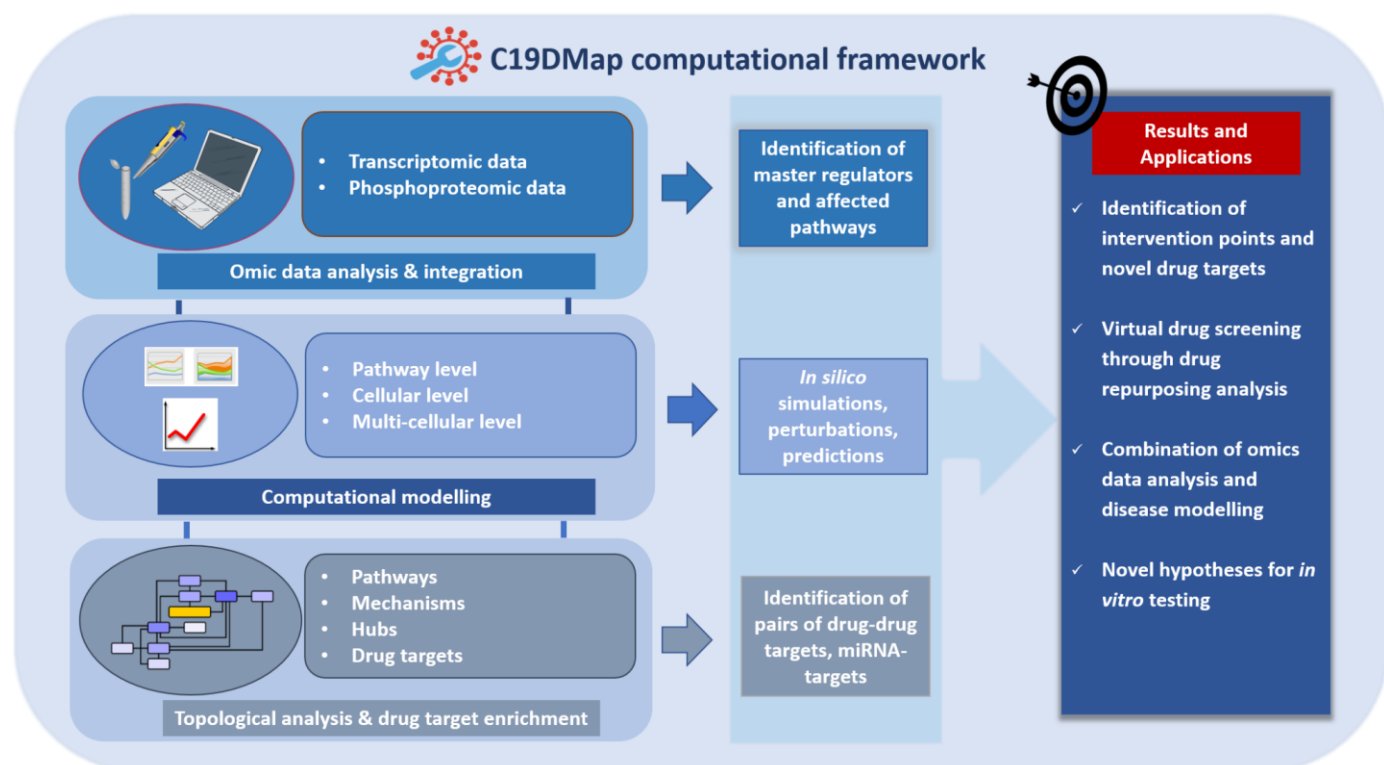 C19DMap computational framework
• Transcriptomic data
• Phosphoproteomic data
Omic data analysis & integration
Identification of
master regulators
and affected
pathways
• Pathway level
• Cellular level
• Multi-cellular level
Computational modelling
In silico
simulations,
perturbations,
predictions
• Pathways
• Mechanisms
• Hubs
• Drug targets
Topological analysis & drug target enrichment
Identification of
pairs of drug-drug
targets, miRNA-
targets
Results and
Applications
✓ Identification of
intervention points and
novel drug targets
✓ Virtual drug screening
through drug
repurposing analysis
✓ Combination of omics
data analysis and
disease modelling
✓ Novel hypotheses for in
vitro testing